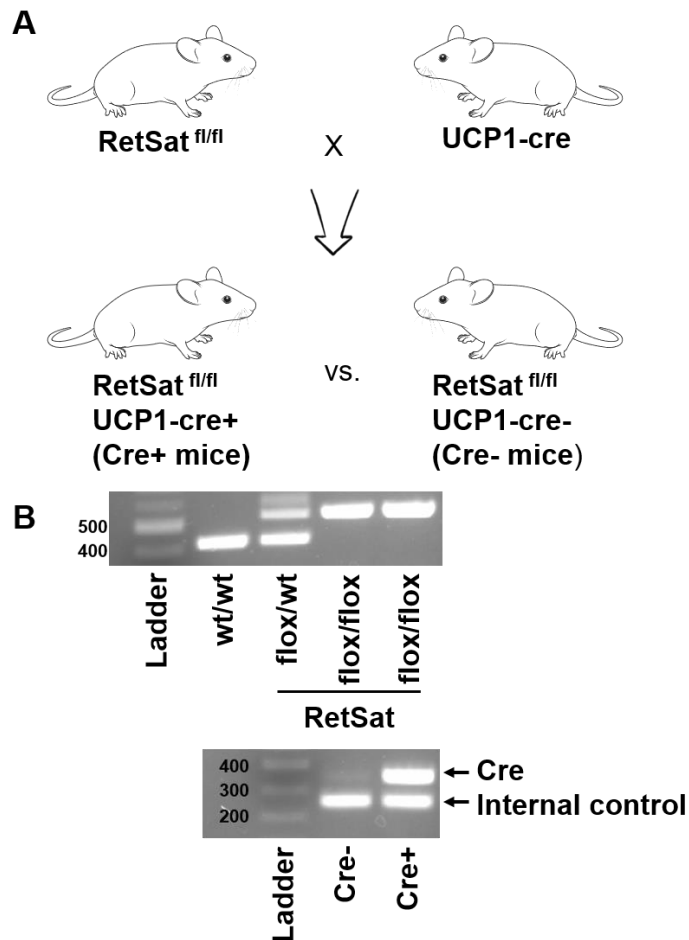 A
RetSat fl/fl
X
UCP1-cre
RetSat fl/fl
UCP1-cre+
(Cre+ mice)
vs.
RetSat fl/fl
UCP1-cre-
(Cre- mice)
B
500
400
Ladder
wt/wt
flox/wt
flox/flox
flox/flox
RetSat
400
300
200
Cre
Internal control
Ladder
Cre-
Cre+